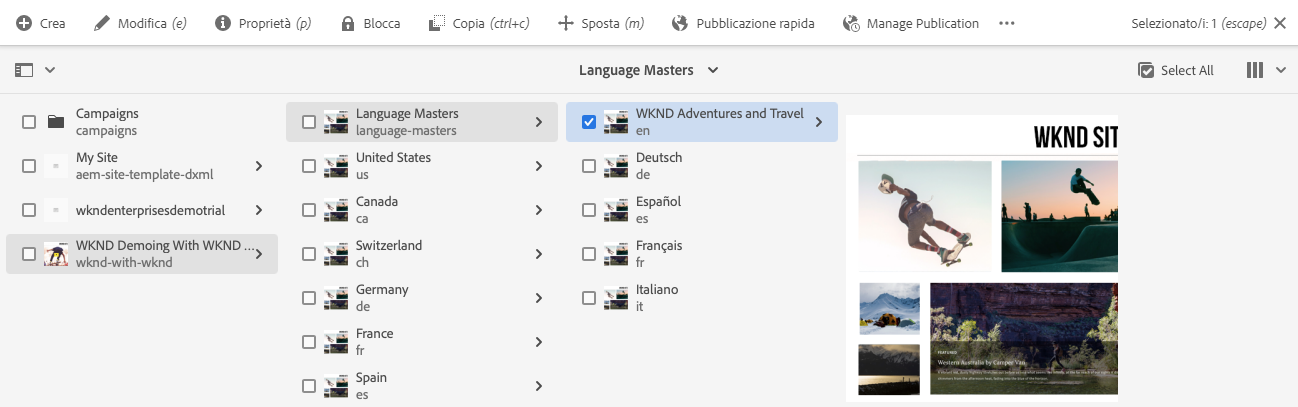 Crea
Modifica (e)
Proprietà (p)
Blocca
Copia (ctrl+c)
Sposta (m)
Pubblicazione rapida
Manage Publication
Selezionato/i: 1 (escape)
Language Masters
Select All
Campaigns
campaigns
My Site
aem-site-template-dxml
wkndenterprisesdemotrial
WKND Demoing With WKND ...
wknd-with-wknd
Language Masters
language-masters
United States
us
Canada
ca
Switzerland
ch
Germany
de
France
fr
Spain
es
WKND Adventures and Travel
en
Deutsch
de
Español
es
Français
fr
Italiano
it
WKND SIT
FEATURED
Western Australia by Camper Van